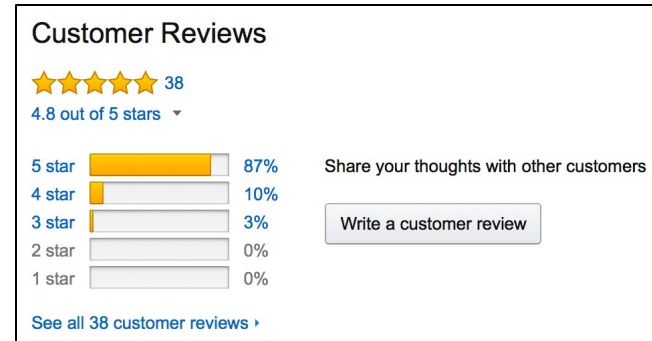 Customer Reviews
38
4.8 out of 5 stars
5 star 87%
4 star 10%
3 star 3%
2 star 0%
1 star 0%
Share your thoughts with other customers
Write a customer review
See all 38 customer reviews ›